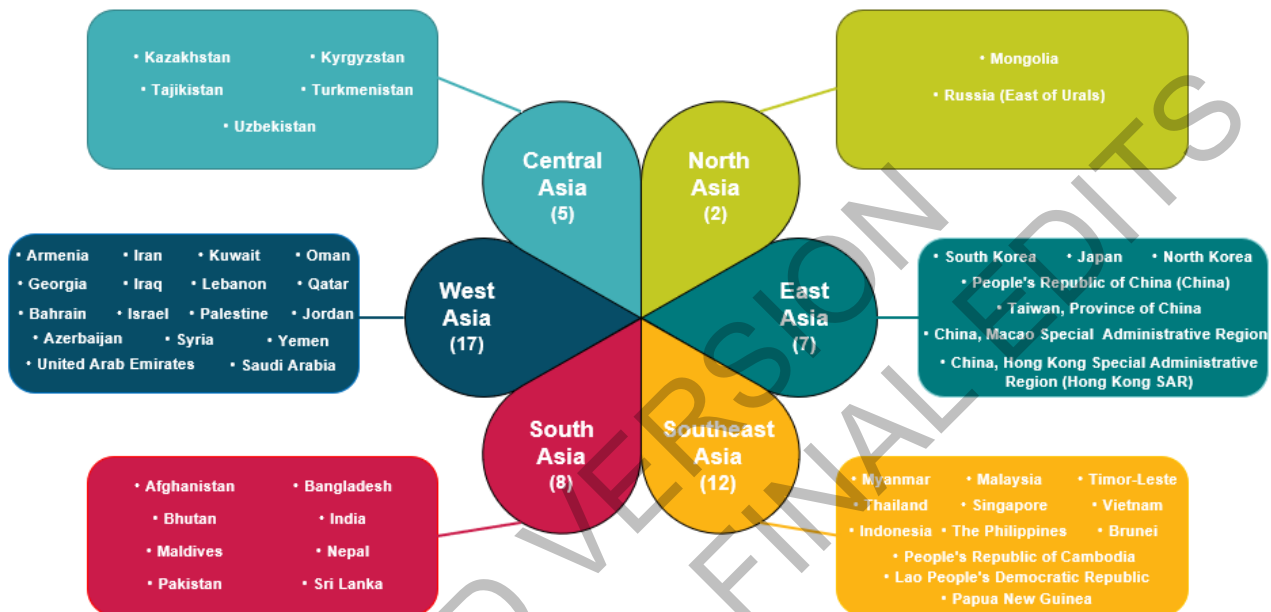 • Kazakhstan • Kyrgyzstan
• Tajikistan • Turkmenistan
• Uzbekistan
• Mongolia
• Russia (East of Urals)
Central
Asia
(5)
North
Asia
(2)
• Armenia • Iran • Kuwait • Oman
• Georgia • Iraq • Lebanon • Qatar
• Bahrain • Israel • Palestine • Jordan
• Azerbaijan • Syria • Yemen
• United Arab Emirates • Saudi Arabia
West
Asia
(17)
East
Asia
(7)
• South Korea • Japan • North Korea
• People's Republic of China (China)
• Taiwan, Province of China
• China, Macao Special Administrative Region
• China, Hong Kong Special Administrative
Region (Hong Kong SAR)
South
Asia
(8)
Southeast
Asia
(12)
• Afghanistan • Bangladesh
• Bhutan • India
• Maldives • Nepal
• Pakistan • Sri Lanka
• Myanmar • Malaysia • Timor-Leste
• Thailand • Singapore • Vietnam
• Indonesia • The Philippines • Brunei
• People's Republic of Cambodia
• Lao People's Democratic Republic
• Papua New Guinea
VERSION
FINAL EDITS